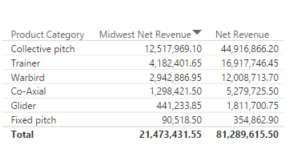 Product Category Midwest Net Revenue Net Revenue
Collective pitch 12,517,969.10 44,916,866.20
Trainer 4,182,401.65 16,917,746.45
Warbird 2,942,886.95 12,008,713.70
Co-Axial 1,298,421.50 5,279,725.50
Glider 441,233.85 1,811,700.75
Fixed pitch 90,518.50 354,862.90
Total 21,473,431.55 81,289,615.50